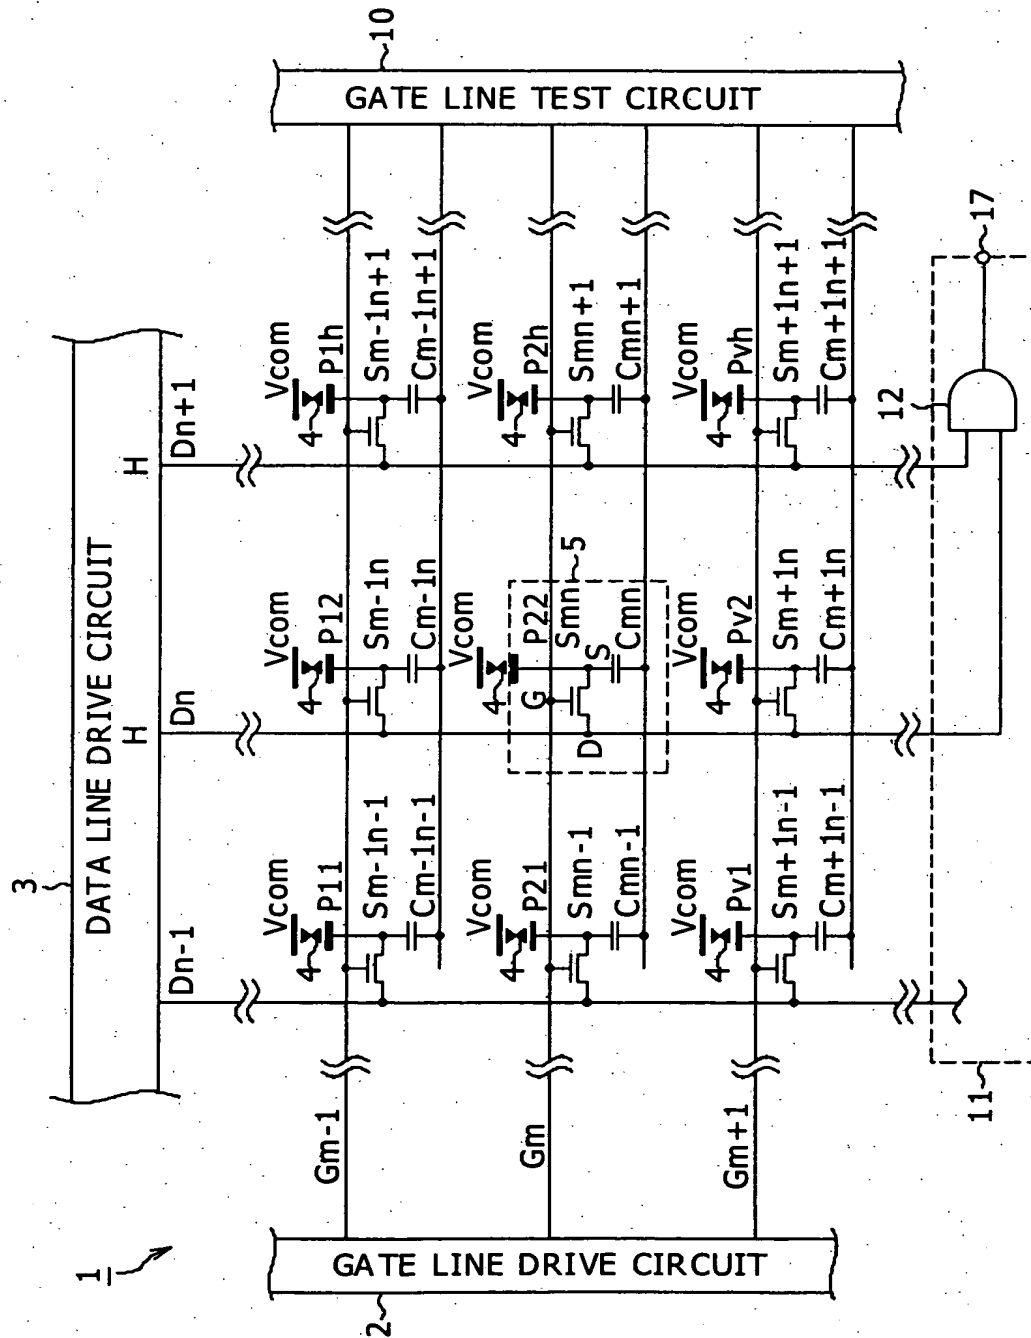 1
3
DATA LINE DRIVE CIRCUIT
H
H
Dn-1
Dn
Dn+1
2
GATE LINE DRIVE CIRCUIT
10
GATE LINE TEST CIRCUIT
Gm-1
Vcom
4
P11
Sm-1n-1
Cm-1n-1
Vcom
4
P12
Sm-1n
Cm-1n
Vcom
4
P1h
Sm-1n+1
Cm-1n+1
Gm
Vcom
4
P21
Smn-1
Cmn-1
Vcom
4
P22
G
Smn
D
S
Cmn
5
Vcom
4
P2h
Smn+1
Cmn+1
Gm+1
Vcom
4
Pv1
Sm+1n-1
Cm+1n-1
Vcom
4
Pv2
Sm+1n
Cm+1n
Vcom
4
Pvh
Sm+1n+1
Cm+1n+1
11
12
17